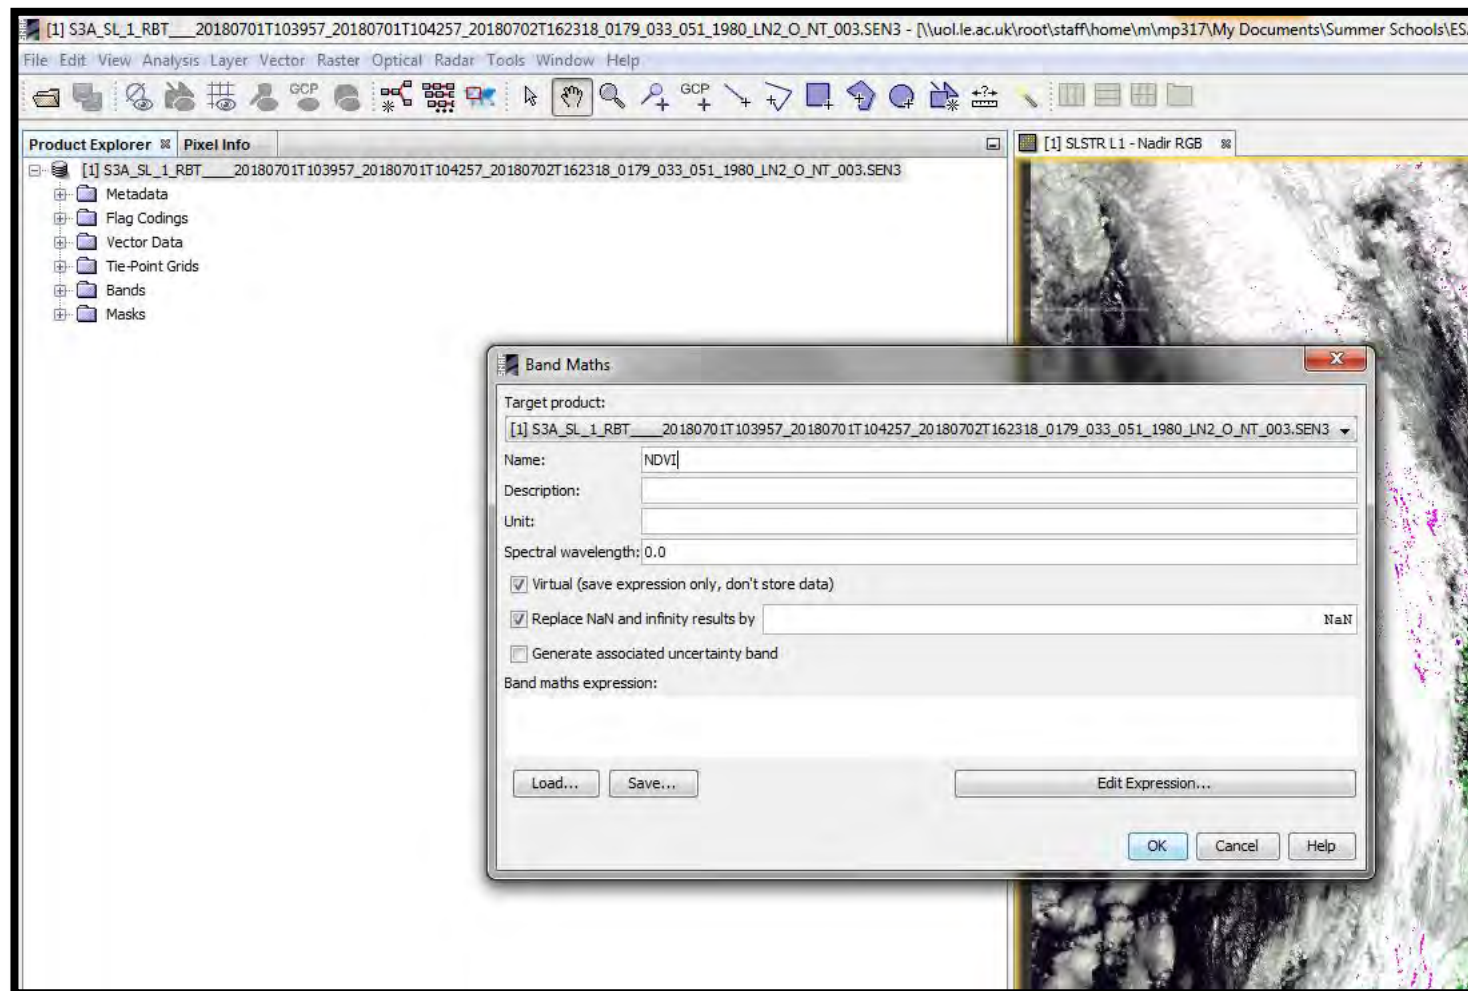 [1] S3A_SL_1_RBT____20180701T103957_20180701T104257_20180702T162318_0179_033_051_1980_LN2_O_NT_003.SEN3 - [\\uol.le.ac.uk\root\staff\home\m\mp317\My Documents\Summer Schools\ES
File Edit View Analysis Layer Vector Raster Optical Radar Tools Window Help
GCP GCP
Product Explorer Pixel Info [1] SLSTR L1 - Nadir RGB
[1] S3A_SL_1_RBT____20180701T103957_20180701T104257_20180702T162318_0179_033_051_1980_LN2_O_NT_003.SEN3
Metadata
Flag Codings
Vector Data
Tie-Point Grids
Bands
Masks
Band Maths
Target product:
[1] S3A_SL_1_RBT____20180701T103957_20180701T104257_20180702T162318_0179_033_051_1980_LN2_O_NT_003.SEN3
Name: NDVI
Description:
Unit:
Spectral wavelength: 0.0
Virtual (save expression only, don't store data)
Replace NaN and infinity results by NaN
Generate associated uncertainty band
Band maths expression:
Load... Save... Edit Expression...
OK Cancel Help